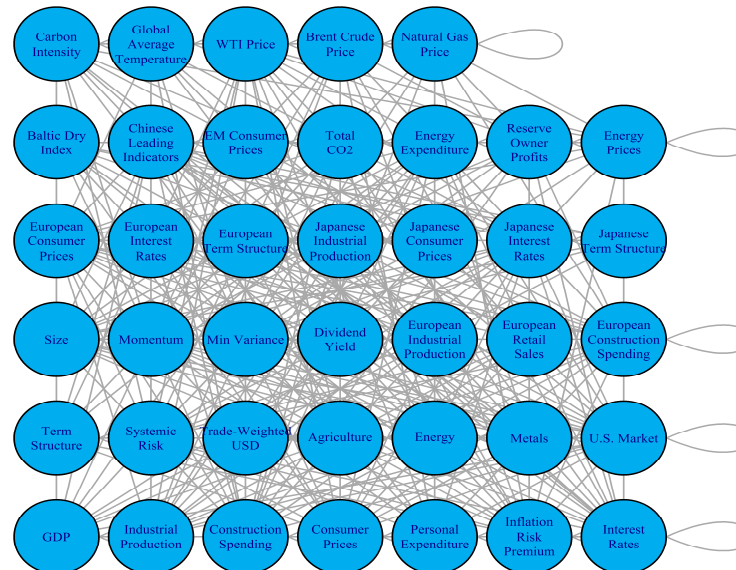 Carbon
Intensity
Global
Average
Temperature
WTI Price
Brent Crude
Price
Natural Gas
Price
Baltic Dry
Index
Chinese
Leading
Indicators
EM Consumer
Prices
Total
CO2
Energy
Expenditure
Reserve
Owner
Profits
Energy
Prices
European
Consumer
Prices
European
Interest
Rates
European
Term Structure
Japanese
Industrial
Production
Japanese
Consumer
Prices
Japanese
Interest
Rates
Japanese
Term Structure
Size
Momentum
Min Variance
Dividend
Yield
European
Industrial
Production
European
Retail
Sales
European
Construction
Spending
Term
Structure
Systemic
Risk
Trade-Weighted
USD
Agriculture
Energy
Metals
U.S. Market
GDP
Industrial
Production
Construction
Spending
Consumer
Prices
Personal
Expenditure
Inflation
Risk
Premium
Interest
Rates